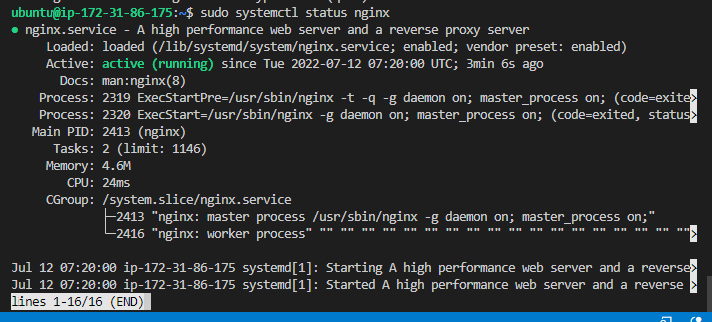 ubuntu@ip-172-31-86-175:~$ sudo systemctl status nginx
● nginx.service - A high performance web server and a reverse proxy server
Loaded: loaded (/lib/systemd/system/nginx.service; enabled; vendor preset: enabled)
Active: active (running) since Tue 2022-07-12 07:20:00 UTC; 3min 6s ago
Docs: man:nginx(8)
Process: 2319 ExecStartPre=/usr/sbin/nginx -t -q -g daemon on; master_process on; (code=exite>
Process: 2320 ExecStart=/usr/sbin/nginx -g daemon on; master_process on; (code=exited, status>
Main PID: 2413 (nginx)
Tasks: 2 (limit: 1146)
Memory: 4.6M
CPU: 24ms
CGroup: /system.slice/nginx.service
├─2413 "nginx: master process /usr/sbin/nginx -g daemon on; master_process on;"
└─2416 "nginx: worker process" "" "" "" "" "" "" "" "" "" "" "" "" "" "" "" "" "" "">
Jul 12 07:20:00 ip-172-31-86-175 systemd[1]: Starting A high performance web server and a reverse>
Jul 12 07:20:00 ip-172-31-86-175 systemd[1]: Started A high performance web server and a reverse >
lines 1-16/16 (END)